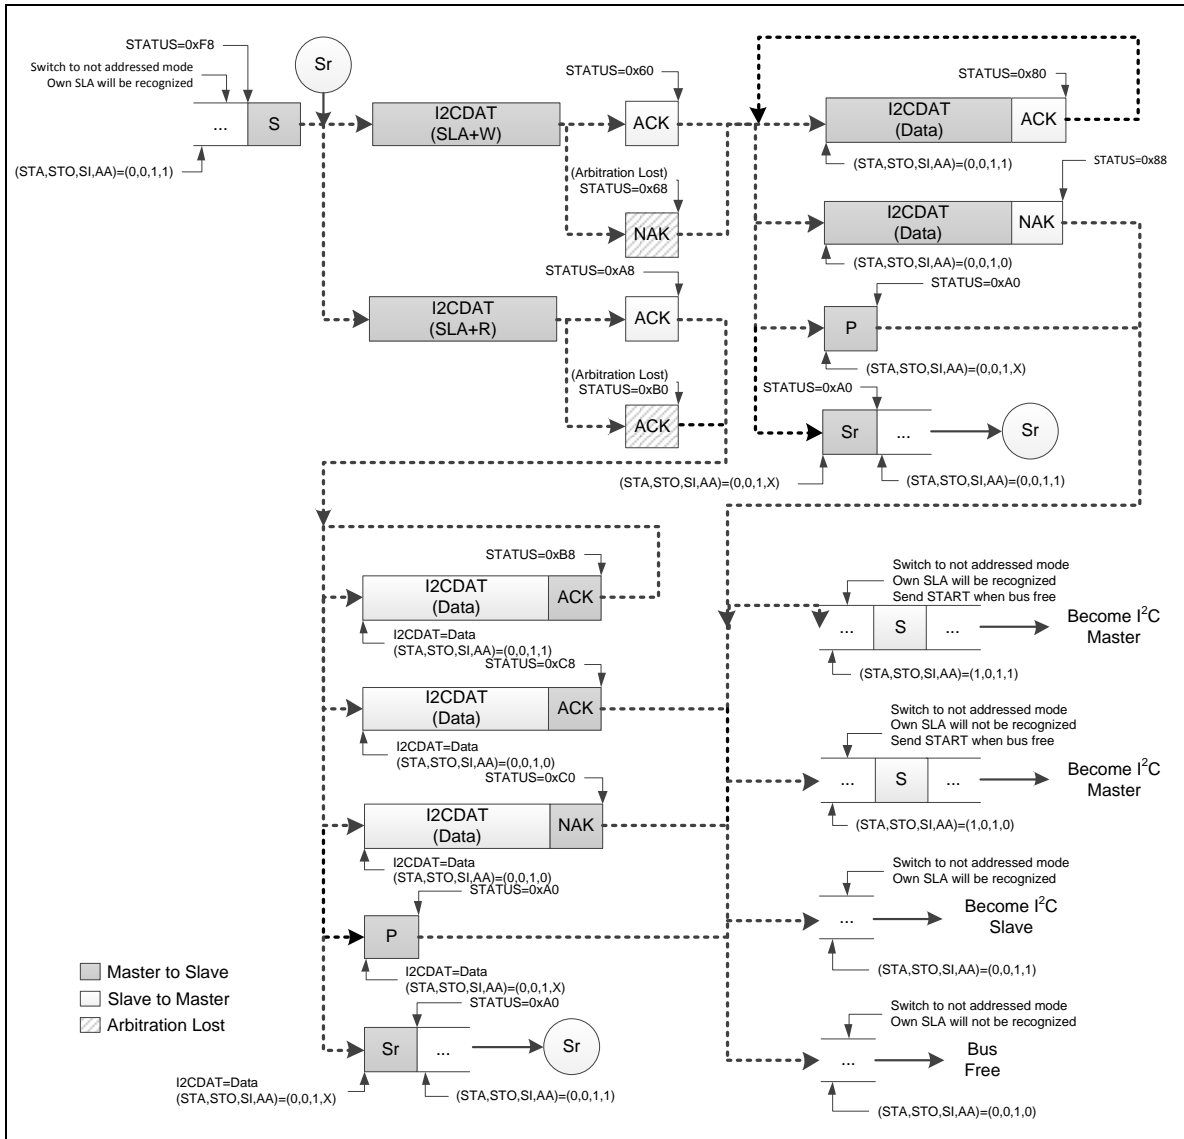 STATUS=0xF8
Switch to not addressed mode
Own SLA will be recognized
Sr
...
S
(STA,STO,SI,AA)=(0,0,1,1)
I2CDAT
(SLA+W)
STATUS=0x60
ACK
(Arbitration Lost)
STATUS=0x68
NAK
STATUS=0x80
I2CDAT
(Data)
ACK
(STA,STO,SI,AA)=(0,0,1,1)
STATUS=0x88
I2CDAT
(Data)
NAK
(STA,STO,SI,AA)=(0,0,1,0)
STATUS=0xA0
P
(STA,STO,SI,AA)=(0,0,1,X)
STATUS=0xA0
Sr
...
Sr
(STA,STO,SI,AA)=(0,0,1,X)
(STA,STO,SI,AA)=(0,0,1,1)
STATUS=0xA8
I2CDAT
(SLA+R)
ACK
(Arbitration Lost)
STATUS=0xB0
ACK
STATUS=0xB8
I2CDAT
(Data)
ACK
I2CDAT=Data
(STA,STO,SI,AA)=(0,0,1,1)
STATUS=0xC8
I2CDAT
(Data)
ACK
I2CDAT=Data
(STA,STO,SI,AA)=(0,0,1,0)
STATUS=0xC0
I2CDAT
(Data)
NAK
I2CDAT=Data
(STA,STO,SI,AA)=(0,0,1,0)
STATUS=0xA0
P
I2CDAT=Data
(STA,STO,SI,AA)=(0,0,1,X)
STATUS=0xA0
Sr
...
Sr
I2CDAT=Data
(STA,STO,SI,AA)=(0,0,1,X)
(STA,STO,SI,AA)=(0,0,1,1)
Switch to not addressed mode
Own SLA will be recognized
Send START when bus free
...
S
...
Become I²C
Master
(STA,STO,SI,AA)=(1,0,1,1)
Switch to not addressed mode
Own SLA will not be recognized
Send START when bus free
...
S
...
Become I²C
Master
(STA,STO,SI,AA)=(1,0,1,0)
Switch to not addressed mode
Own SLA will be recognized
...
Become I²C
Slave
(STA,STO,SI,AA)=(0,0,1,1)
Switch to not addressed mode
Own SLA will not be recognized
...
Bus
Free
(STA,STO,SI,AA)=(0,0,1,0)
Master to Slave
Slave to Master
Arbitration Lost